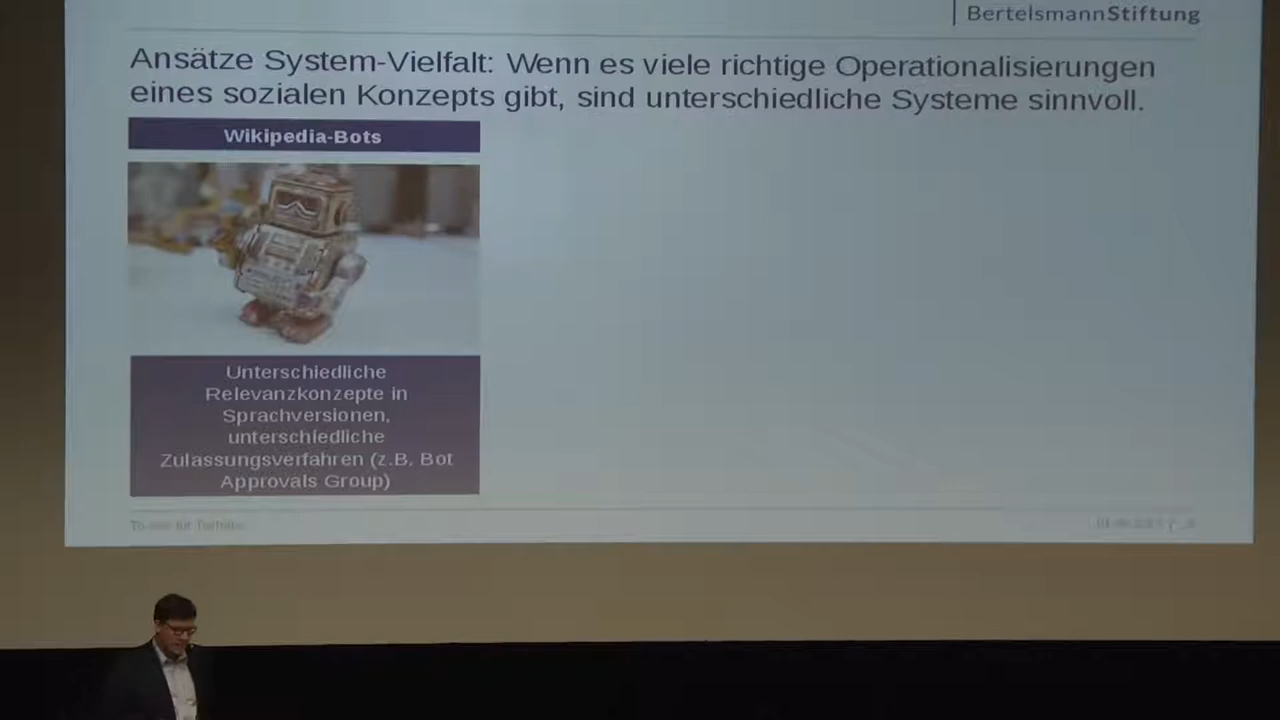 BertelsmannStiftung
Ansätze System-Vielfalt: Wenn es viele richtige Operationalisierungen
eines sozialen Konzepts gibt, sind unterschiedliche Systeme sinnvoll.
Wikipedia-Bots
Unterschiedliche
Relevanzkonzepte in
Sprachversionen,
unterschiedliche
Zulassungsverfahren (z.B. Bot
Approvals Group)